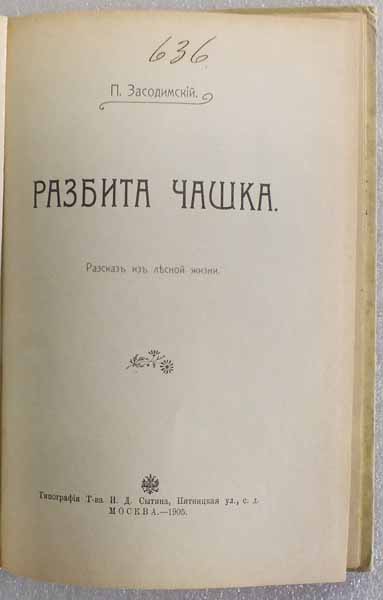 636
П. Засодимскій.
РАЗБИТА ЧАШКА.
Разсказъ изъ лѣсной жизни.
Типографія Т-ва И. Д. Сытина, Пятницкая ул., с. д.
МОСКВА.—1905.